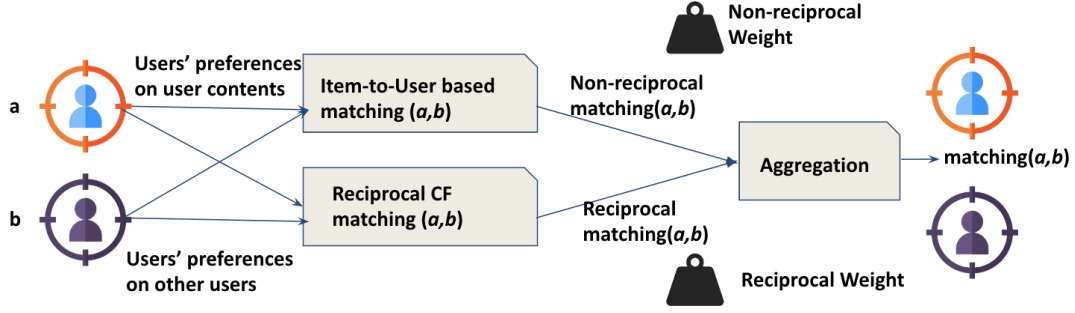 Non-reciprocal
Weight
Users’ preferences
on user contents
Item-to-User based
matching (a,b)
Non-reciprocal
matching(a,b)
a
Aggregation
matching(a,b)
Reciprocal CF
matching (a,b)
b
Reciprocal
matching(a,b)
Users’ preferences
on other users
Reciprocal Weight